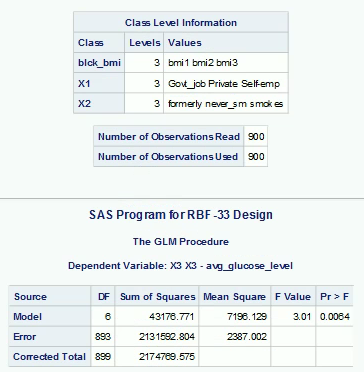 Class Level Information
Class Levels Values
blck_bmi 3 bmi1 bmi2 bmi3
X1 3 Govt_job Private Self-emp
X2 3 formerly never_sm smokes
Number of Observations Read 900
Number of Observations Used 900
SAS Program for RBF-33 Design
The GLM Procedure
Dependent Variable: X3 X3 - avg_glucose_level
Source DF Sum of Squares Mean Square F Value Pr > F
Model 6 43176.771 7196.129 3.01 0.0064
Error 893 2131592.804 2387.002
Corrected Total 899 2174769.575